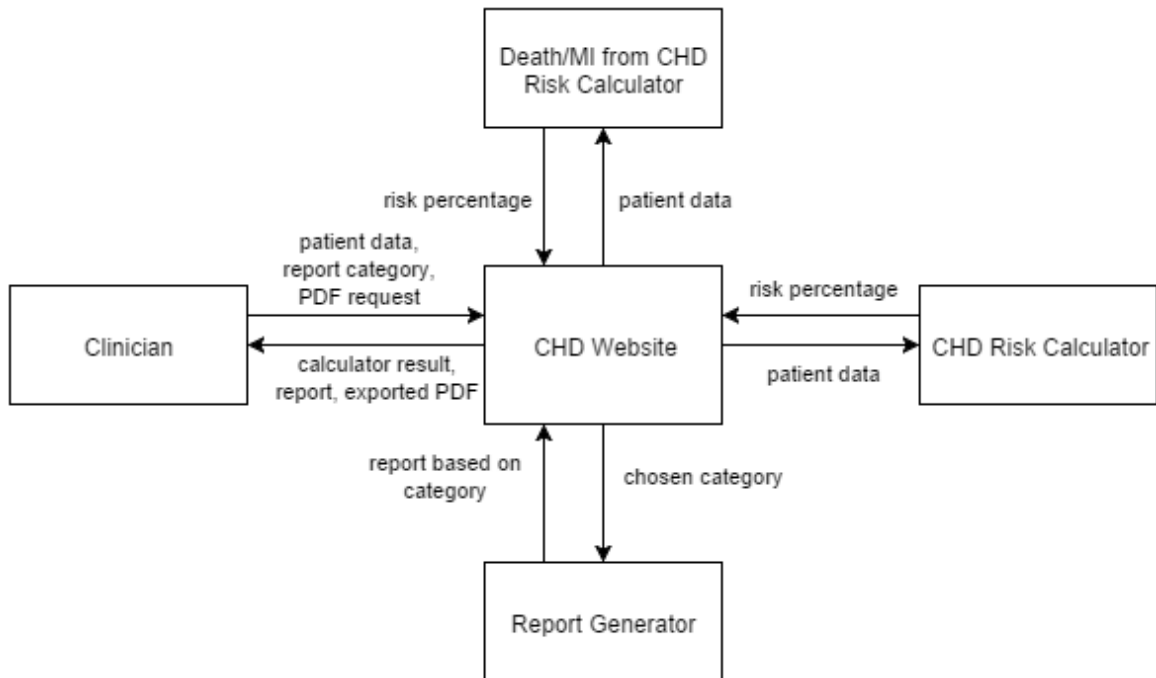 Death/MI from CHD
Risk Calculator
risk percentage
patient data
patient data,
report category,
PDF request
risk percentage
Clinician
CHD Website
CHD Risk Calculator
calculator result,
report, exported PDF
patient data
report based on
category
chosen category
Report Generator